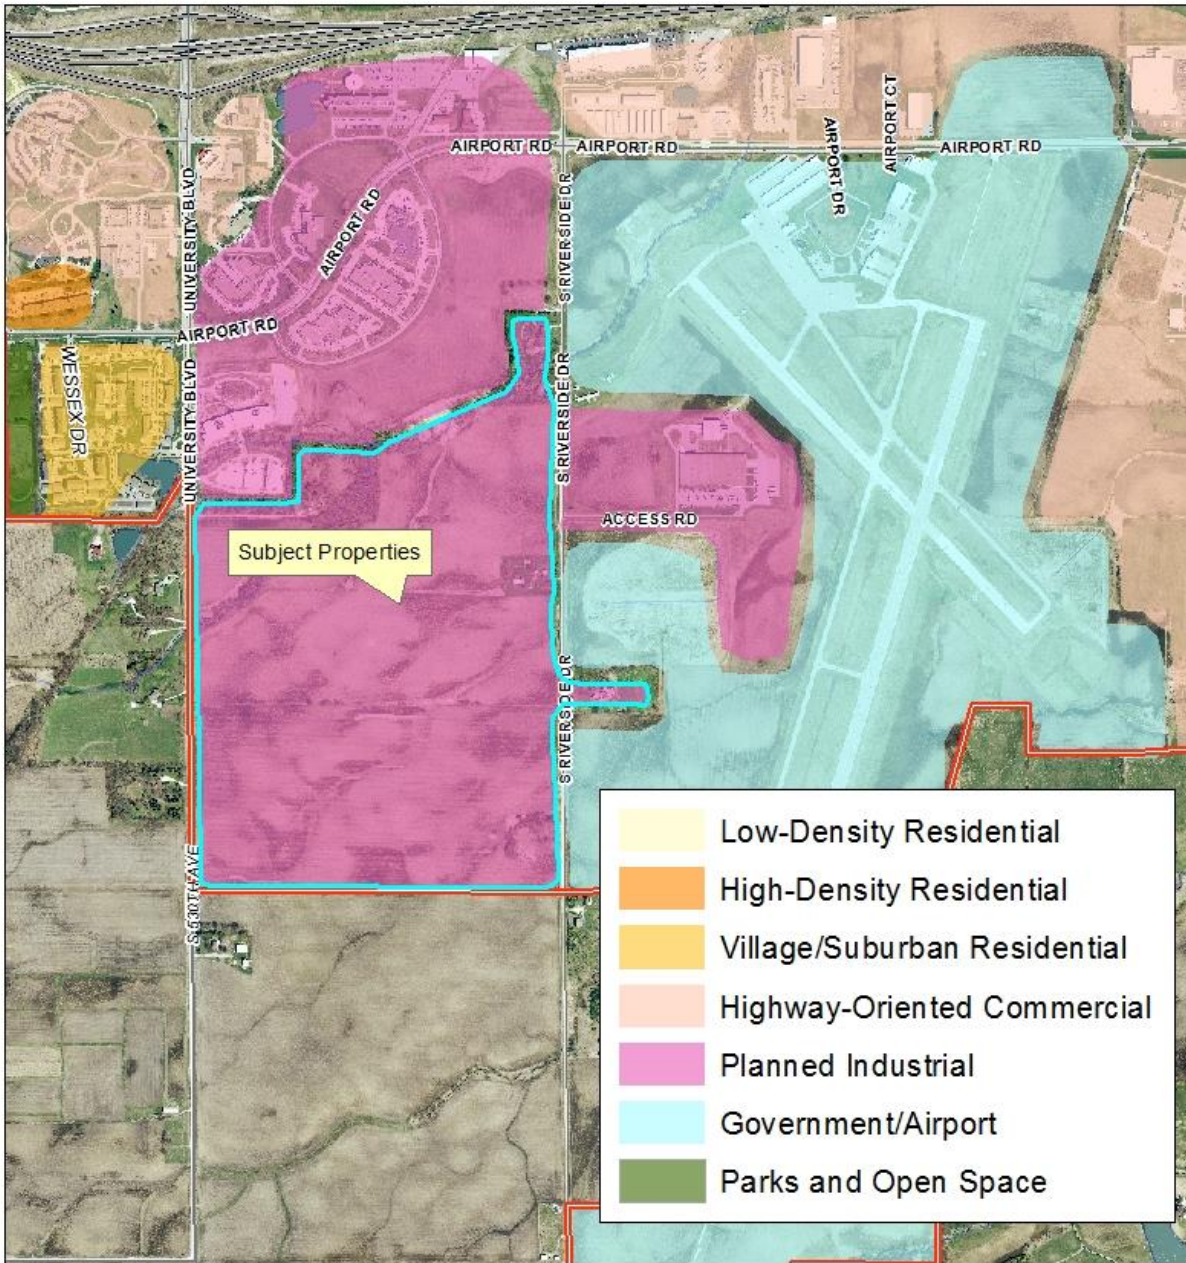 AIRPORT CT
AIRPORT DR
AIRPORT RD
AIRPORT RD
AIRPORT RD
UNIVERSITY BLVD
AIRPORT RD
S RIVERSIDE DR
AIRPORT RD
WESSEX DR
UNIVERSITY BLVD
S RIVERSIDE DR
ACCESS RD
Subject Properties
S RIVERSIDE DR
S 530TH AVE
Low-Density Residential
High-Density Residential
Village/Suburban Residential
Highway-Oriented Commercial
Planned Industrial
Government/Airport
Parks and Open Space